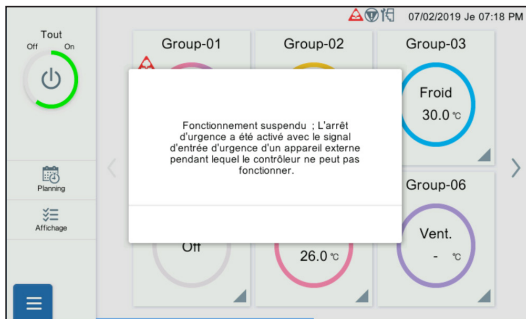 07/02/2019 Je 07:18 PM
Tout
Off On
Group-01
Group-02
Group-03
Froid
30.0 °C
Fonctionnement suspendu ; L'arrêt
d'urgence a été activé avec le signal
d'entrée d'urgence d'un appareil externe
pendant lequel le contrôleur ne peut pas
fonctionner.
Planning
Affichage
Group-06
Off
26.0 °C
Vent.
- °C